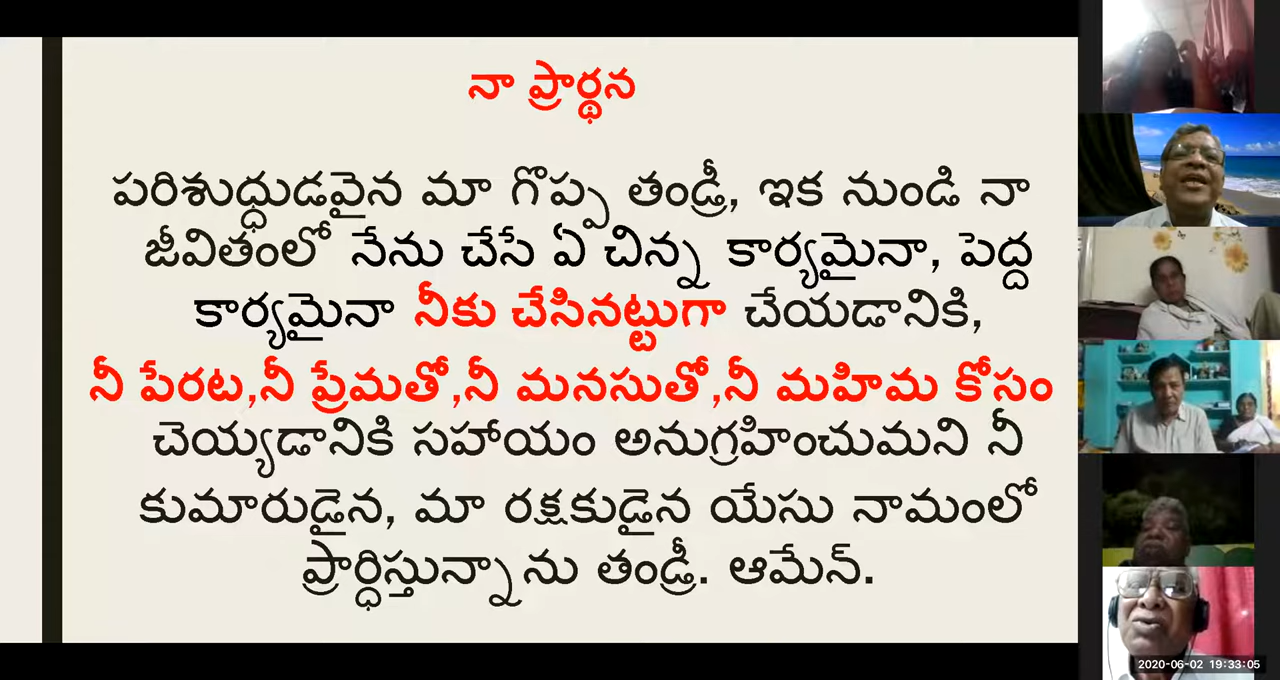 నా ప్రార్థన
పరిశుధ్ధుడవైన మా గొప్ప తండ్రీ, ఇక నుండి నా
జీవితంలో నేను చేసే ఏ చిన్న కార్యమైనా, పెద్ద
కార్యమైనా నీకు చేసినట్టుగా చేయడానికి,
నీ పేరట,నీ ప్రేమతో,నీ మనసుతో,నీ మహిమ కోసం
చెయ్యడానికి సహాయం అనుగ్రహించుమని నీ
కుమారుడైన, మా రక్షకుడైన యేసు నామంలో
ప్రార్ధిస్తున్నాను తండ్రీ. ఆమేన్.
2020-06-02 19:33:05